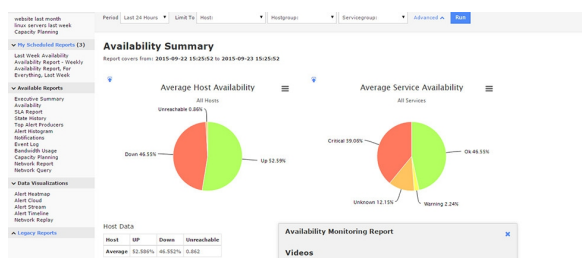 website last month
linux servers last week
Capacity Planning
My Scheduled Reports (3)
Last Week Availability
Availability Report - Weekly
Availability Report, For
Everything, Last Week
Available Reports
Executive Summary
Availability
SLA Report
State History
Top Alert Producers
Alert Histogram
Notifications
Event Log
Bandwidth Usage
Capacity Planning
Network Report
Network Query
Data Visualizations
Alert Heatmap
Alert Cloud
Alert Stream
Alert Timeline
Network Replay
Legacy Reports
Period Last 24 Hours Limit To Host: Hostgroup: Servicegroup: Advanced Run
Availability Summary
Report covers from: 2015-09-22 15:25:52 to 2015-09-23 15:25:52
Average Host Availability
All Hosts
Unreachable 0.86%
Down 46.55%
Up 52.59%
Average Service Availability
All Services
Critical 39.06%
Ok 46.55%
Unknown 12.15%
Warning 2.24%
Host Data
Host UP Down Unreachable
Average 52.586% 46.552% 0.862
Availability Monitoring Report
Videos